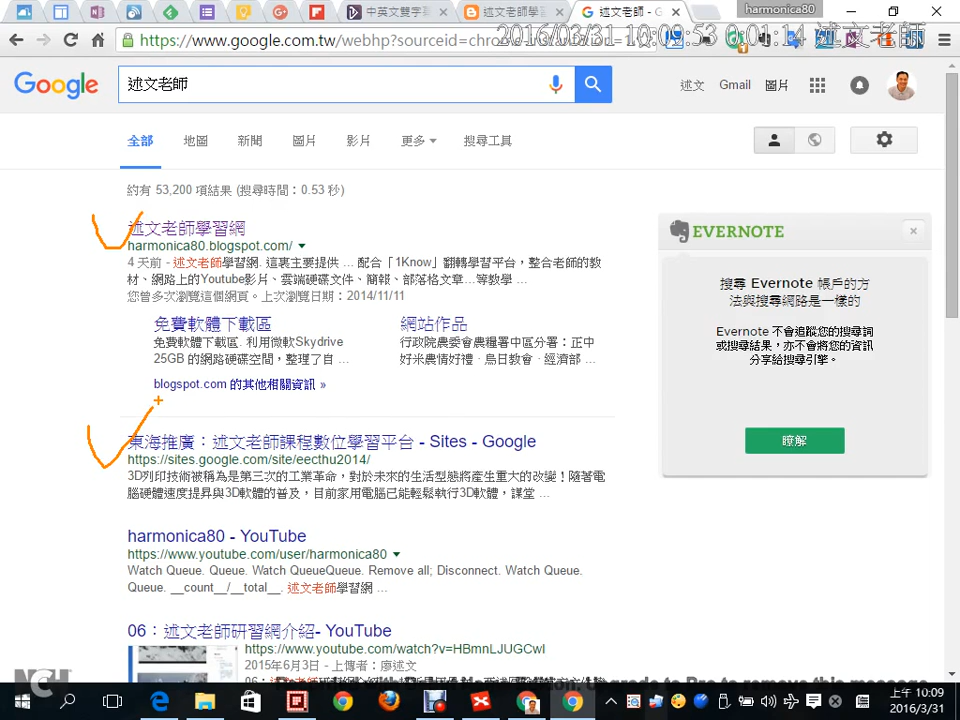 中英文雙字
述文老師學
述文老師 - G
harmonica80
https://www.google.com.tw/webhp?sourceid=chro
2016/03/31 10:09:53 0:01:14 述文老師
Google
述文老師
述文
Gmail
圖片
全部
地圖
新聞
圖片
影片
更多
搜尋工具
約有 53,200 項結果 (搜尋時間：0.53 秒)
述文老師學習網
harmonica80.blogspot.com/
4 天前 - 述文老師學習網. 這裏主要提供 ... 配合「1Know」翻轉學習平台，整合老師的教
材、網路上的Youtube影片、雲端硬碟文件、簡報、部落格文章...等教學 ...
您曾多次瀏覽這個網頁。上次瀏覽日期：2014/11/11
免費軟體下載區
免費軟體下載區. 利用微軟Skydrive
25GB 的網路硬碟空間，整理了自 ...
網站作品
行政院農委會農糧署中區分署：正中
好米農情好禮 · 烏日教會 · 經濟部 ...
blogspot.com 的其他相關資訊 »
東海推廣：述文老師課程數位學習平台 - Sites - Google
https://sites.google.com/site/eecthu2014/
3D列印技術被稱為是第三次的工業革命，對於未來的生活型態將產生重大的改變！隨著電
腦硬體速度提昇與3D軟體的普及，目前家用電腦已能輕鬆執行3D軟體，謀堂 ...
harmonica80 - YouTube
https://www.youtube.com/user/harmonica80
Watch Queue. Queue. Watch QueueQueue. Remove all; Disconnect. Watch Queue.
Queue. __count__/__total__. 述文老師學習網 ...
06：述文老師研習網介紹- YouTube
https://www.youtube.com/watch?v=HBmnLJUGCwI
2015年6月3日 - 上傳者：廖述文
EVERNOTE
搜尋 Evernote 帳戶的方
法與搜尋網路是一樣的
Evernote 不會追蹤您的搜尋詞
或搜尋結果，亦不會將您的資訊
分享給搜尋引擎。
瞭解
NCH
upgrade to Pro to remove this message
上午 10:09
2016/3/31